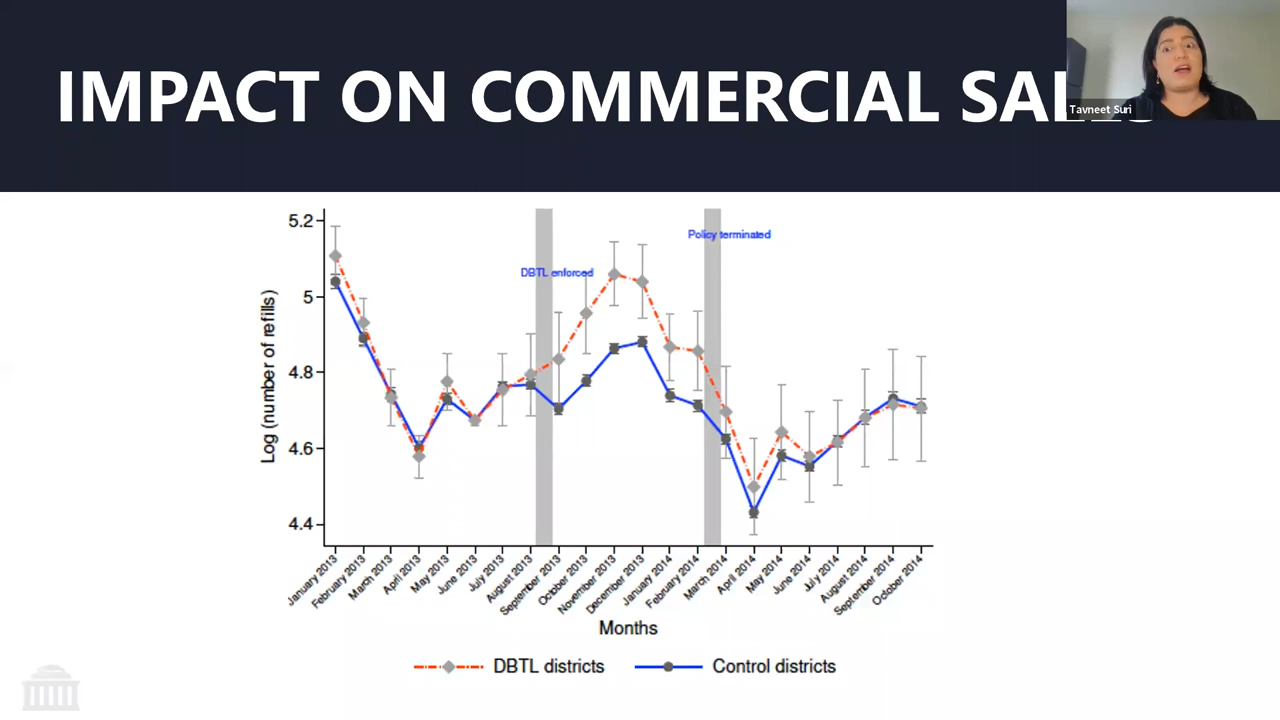 IMPACT ON COMMERCIAL
Tavneet Suri
5.2
5
4.8
4.6
4.4
Log (number of refills)
DBTL enforced
Policy terminated
January 2013
February 2013
March 2013
April 2013
May 2013
June 2013
July 2013
August 2013
September 2013
October 2013
November 2013
December 2013
January 2014
February 2014
March 2014
April 2014
May 2014
June 2014
July 2014
August 2014
September 2014
October 2014
Months
DBTL districts
Control districts